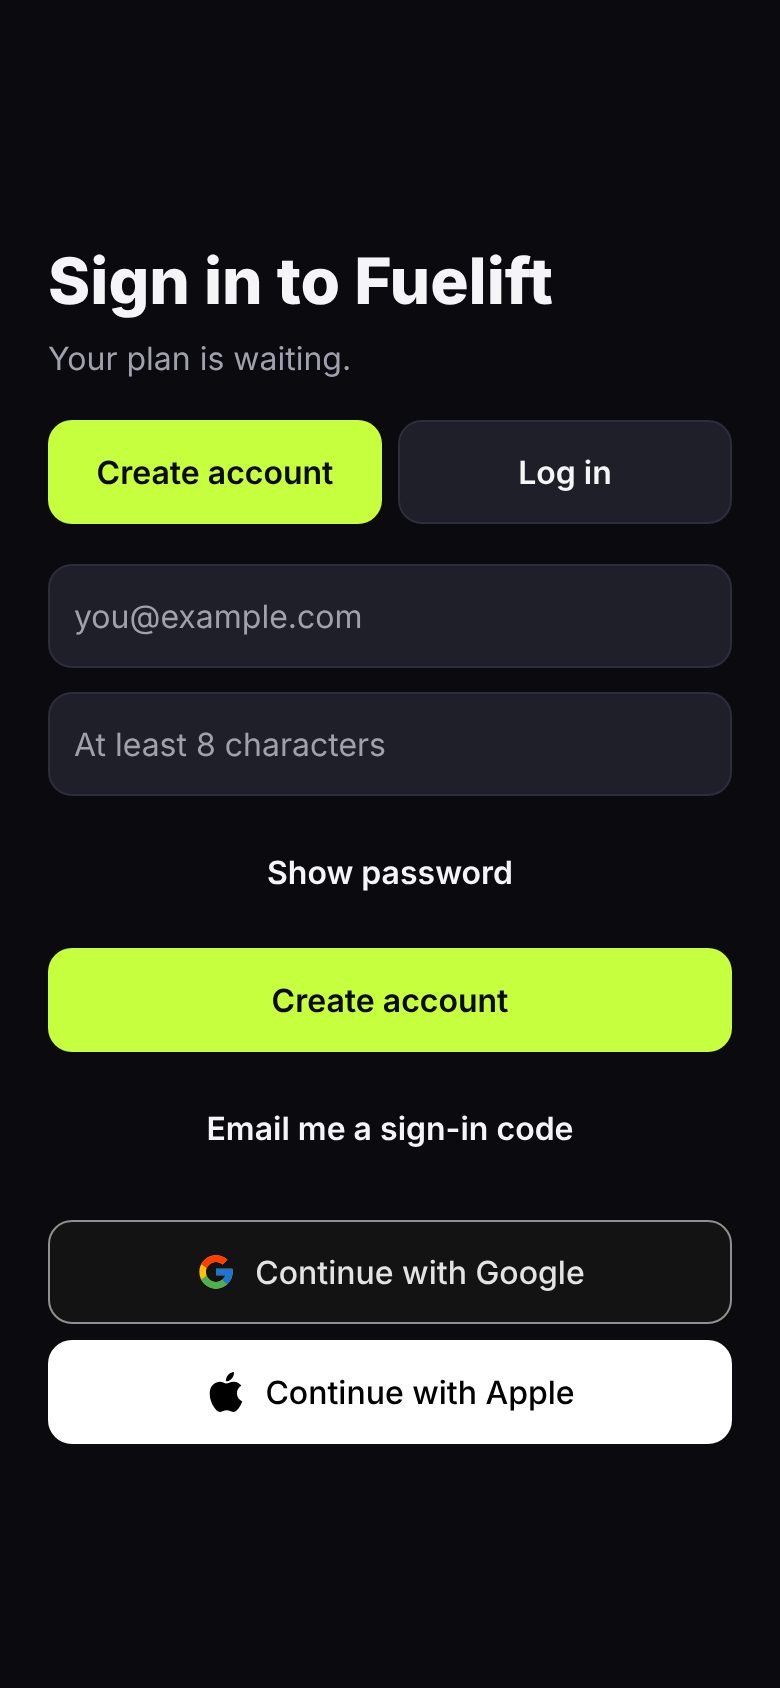 Sign in to Fuelift
Your plan is waiting.
Create account
Log in
you@example.com
At least 8 characters
Show password
Create account
Email me a sign-in code
Continue with Google
Continue with Apple